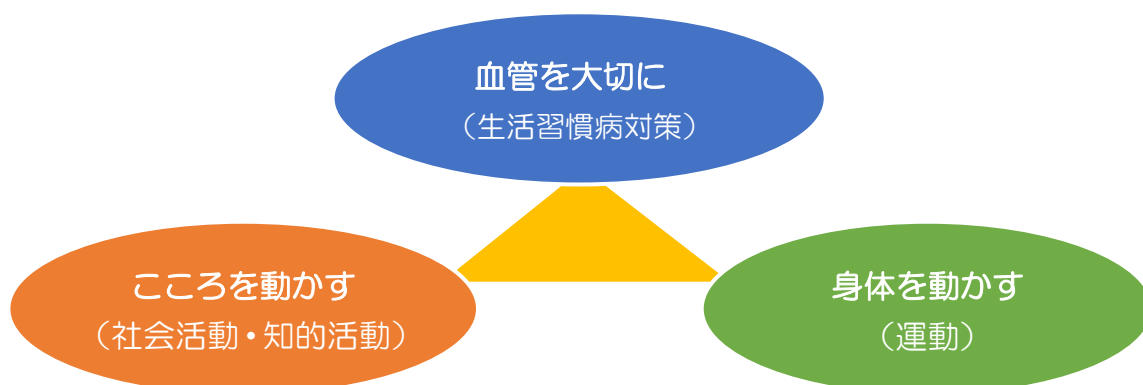 血管を大切に
（生活習慣病対策）
こころを動かす
（社会活動・知的活動）
身体を動かす
（運動）